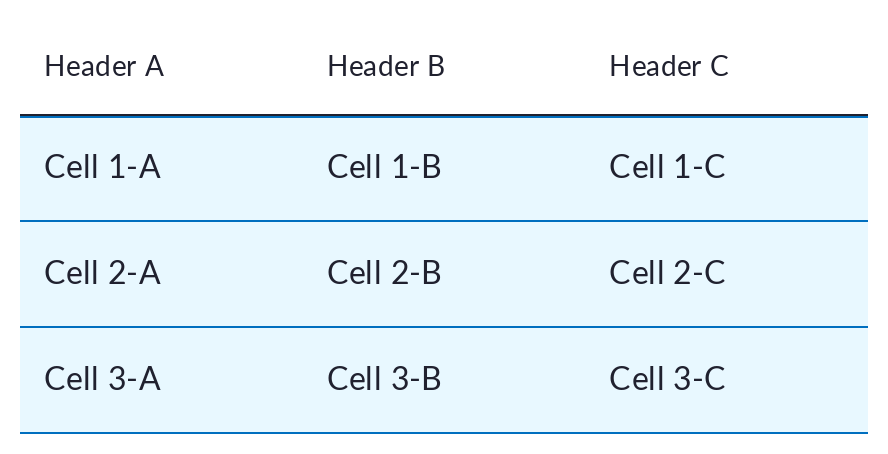 Header A Header B Header C
Cell 1-A Cell 1-B Cell 1-C
Cell 2-A Cell 2-B Cell 2-C
Cell 3-A Cell 3-B Cell 3-C